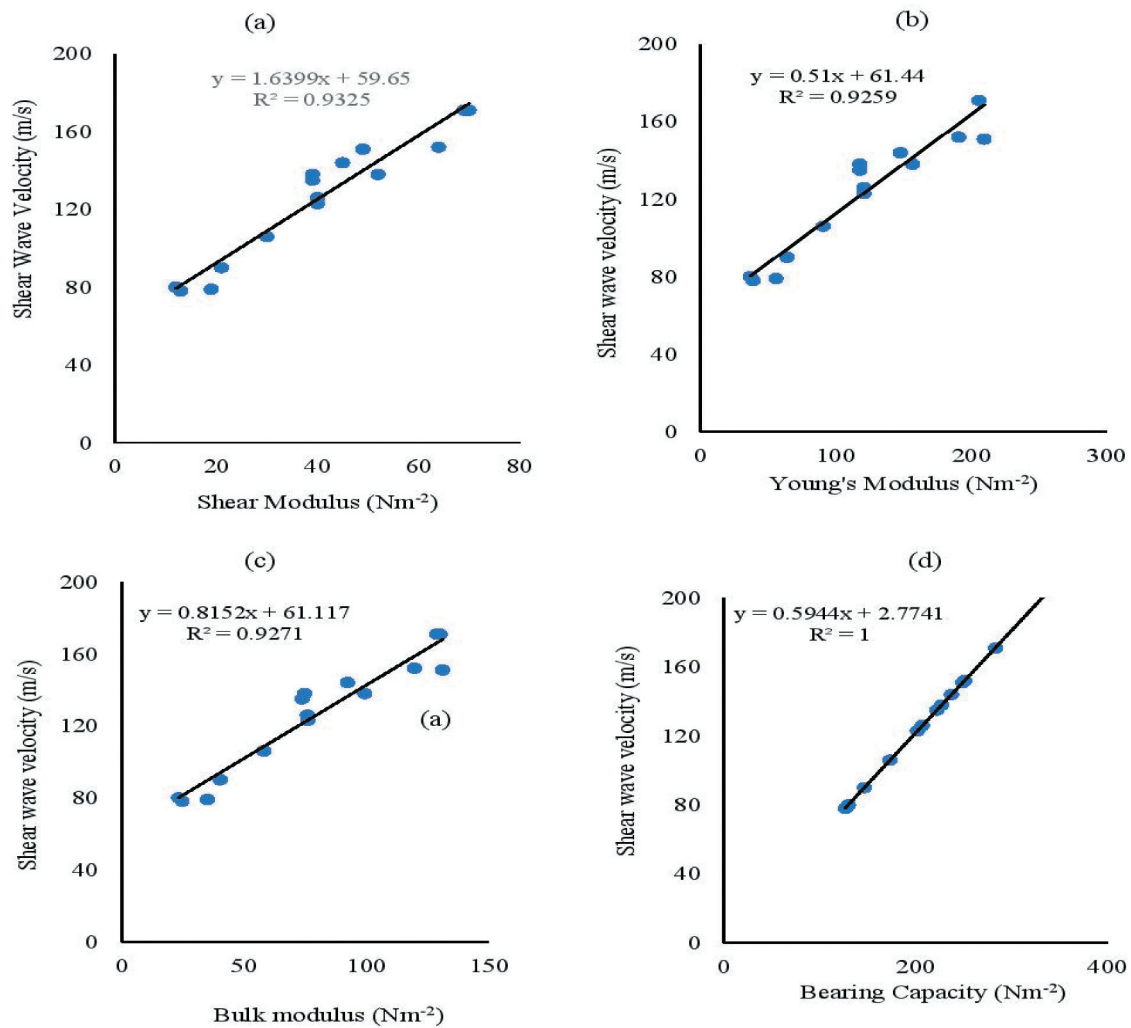 (a)
200
160
120
80
40
0
y = 1.6399x + 59.65
R² = 0.9325
Shear Wave Velocity (m/s)
0 20 40 60 80
Shear Modulus (Nm⁻²)
(b)
200
160
120
80
40
0
y = 0.51x + 61.44
R² = 0.9259
Shear wave velocity (m/s)
0 100 200 300
Young's Modulus (Nm⁻²)
(c)
200
160
120
80
40
0
y = 0.8152x + 61.117
R² = 0.9271
(a)
Shear wave velocity (m/s)
0 50 100 150
Bulk modulus (Nm⁻²)
(d)
200
160
120
80
40
0
y = 0.5944x + 2.7741
R² = 1
Shear wave velocity (m/s)
0 200 400
Bearing Capacity (Nm⁻²)